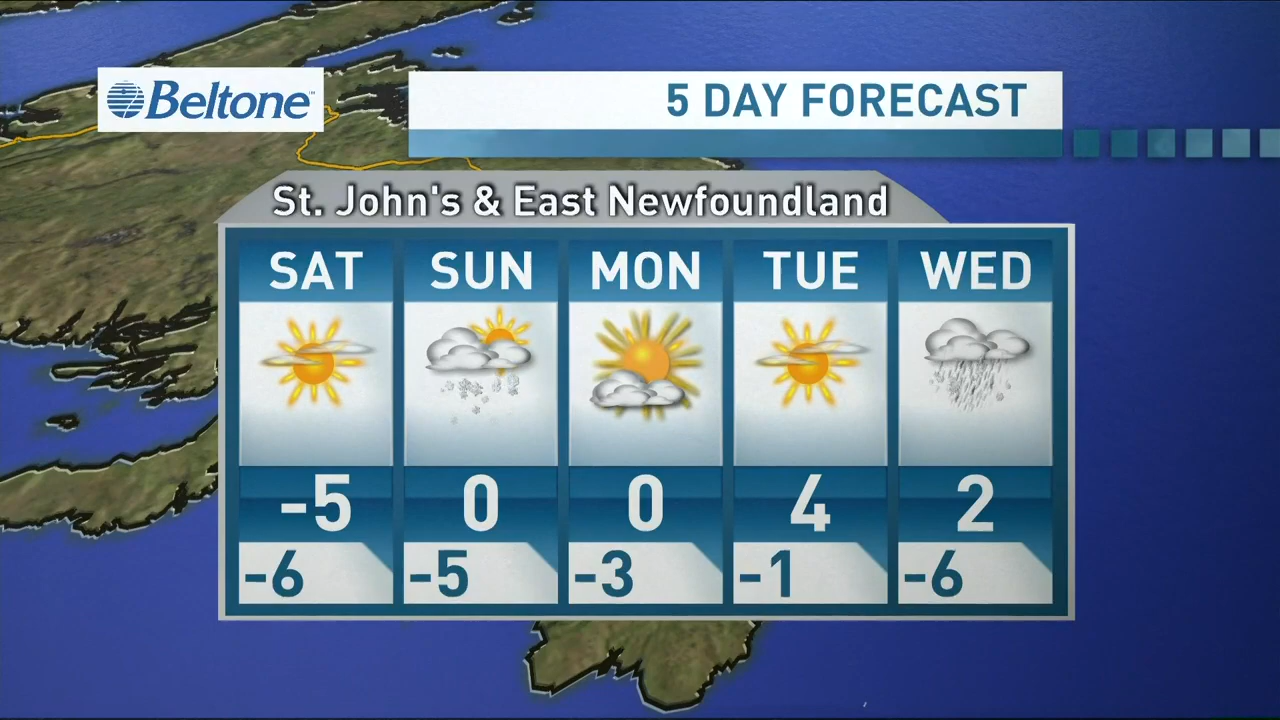 Beltone™
5 DAY FORECAST
St. John's & East Newfoundland
SAT SUN MON TUE WED
-5 0 0 4 2
-6 -5 -3 -1 -6